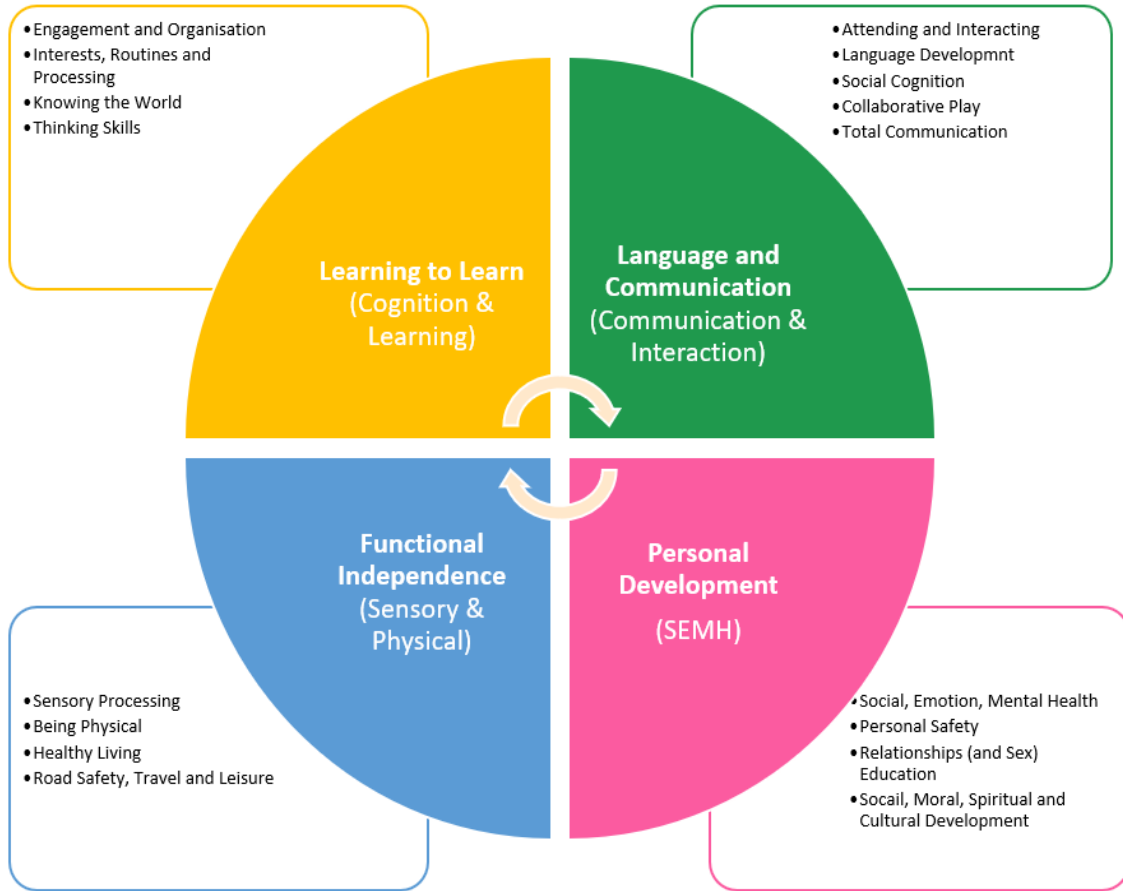 •Engagement and Organisation
•Interests, Routines and
Processing
•Knowing the World
•Thinking Skills
•Attending and Interacting
•Language Developmnt
•Social Cognition
•Collaborative Play
•Total Communication
Learning to Learn
(Cognition &
Learning)
Language and
Communication
(Communication &
Interaction)
Functional
Independence
(Sensory &
Physical)
Personal
Development
(SEMH)
•Sensory Processing
•Being Physical
•Healthy Living
•Road Safety, Travel and Leisure
•Social, Emotion, Mental Health
•Personal Safety
•Relationships (and Sex)
Education
•Socail, Moral, Spiritual and
Cultural Development